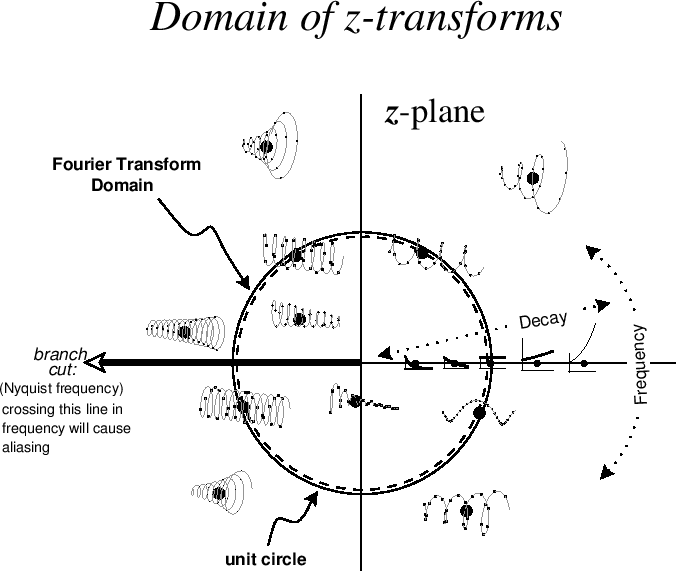 Domain of z-transforms
z-plane
Fourier Transform
Domain
Decay
Frequency
branch
cut:
(Nyquist frequency)
crossing this line in
frequency will cause
aliasing
unit circle